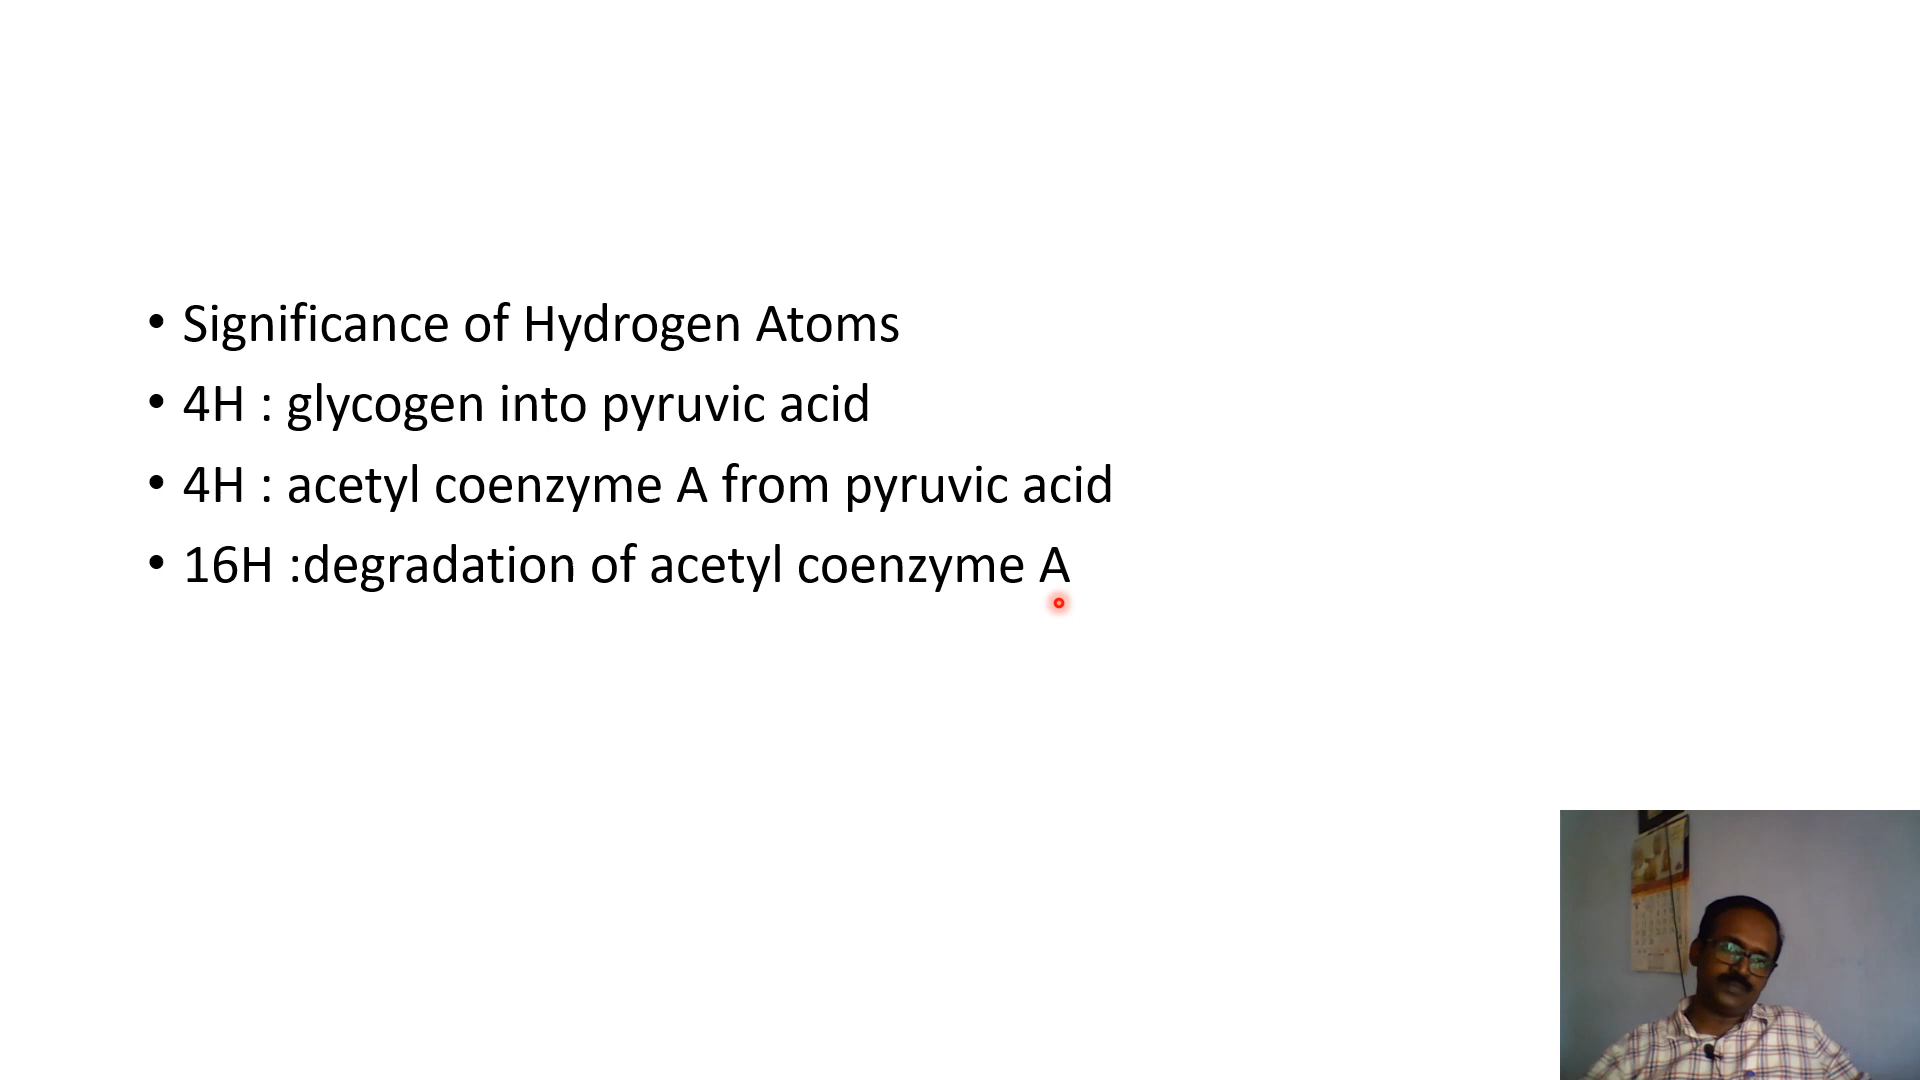 • Significance of Hydrogen Atoms
• 4H : glycogen into pyruvic acid
• 4H : acetyl coenzyme A from pyruvic acid
• 16H :degradation of acetyl coenzyme A